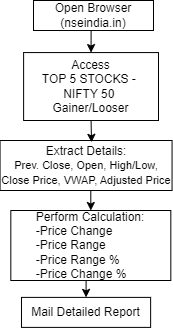 Open Browser
(nseindia.in)
Access
TOP 5 STOCKS -
NIFTY 50
Gainer/Looser
Extract Details:
Prev. Close, Open, High/Low,
Close Price, VWAP, Adjusted Price
Perform Calculation:
-Price Change
-Price Range
-Price Range %
-Price Change %
Mail Detailed Report